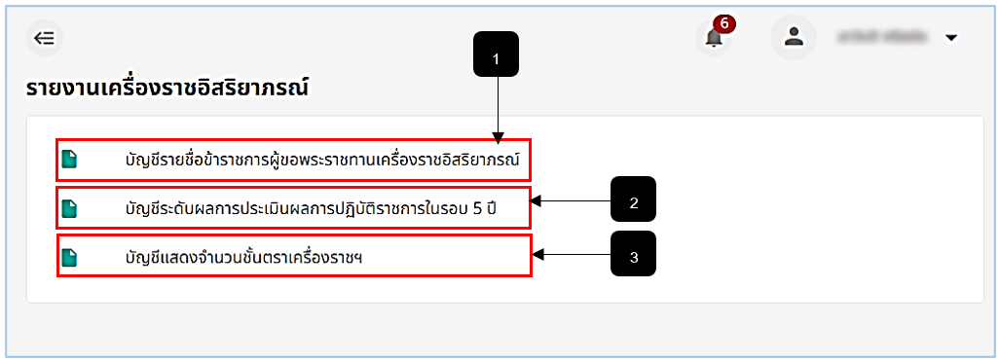 6
1
รายงานเครื่องราชอิสริยาภรณ์
บัญชีรายชื่อข้าราชการผู้ขอพระราชทานเครื่องราชอิสริยาภรณ์
บัญชีระดับผลการประเมินผลการปฏิบัติราชการในรอบ 5 ปี
2
บัญชีแสดงจำนวนชั้นตราเครื่องราชฯ
3